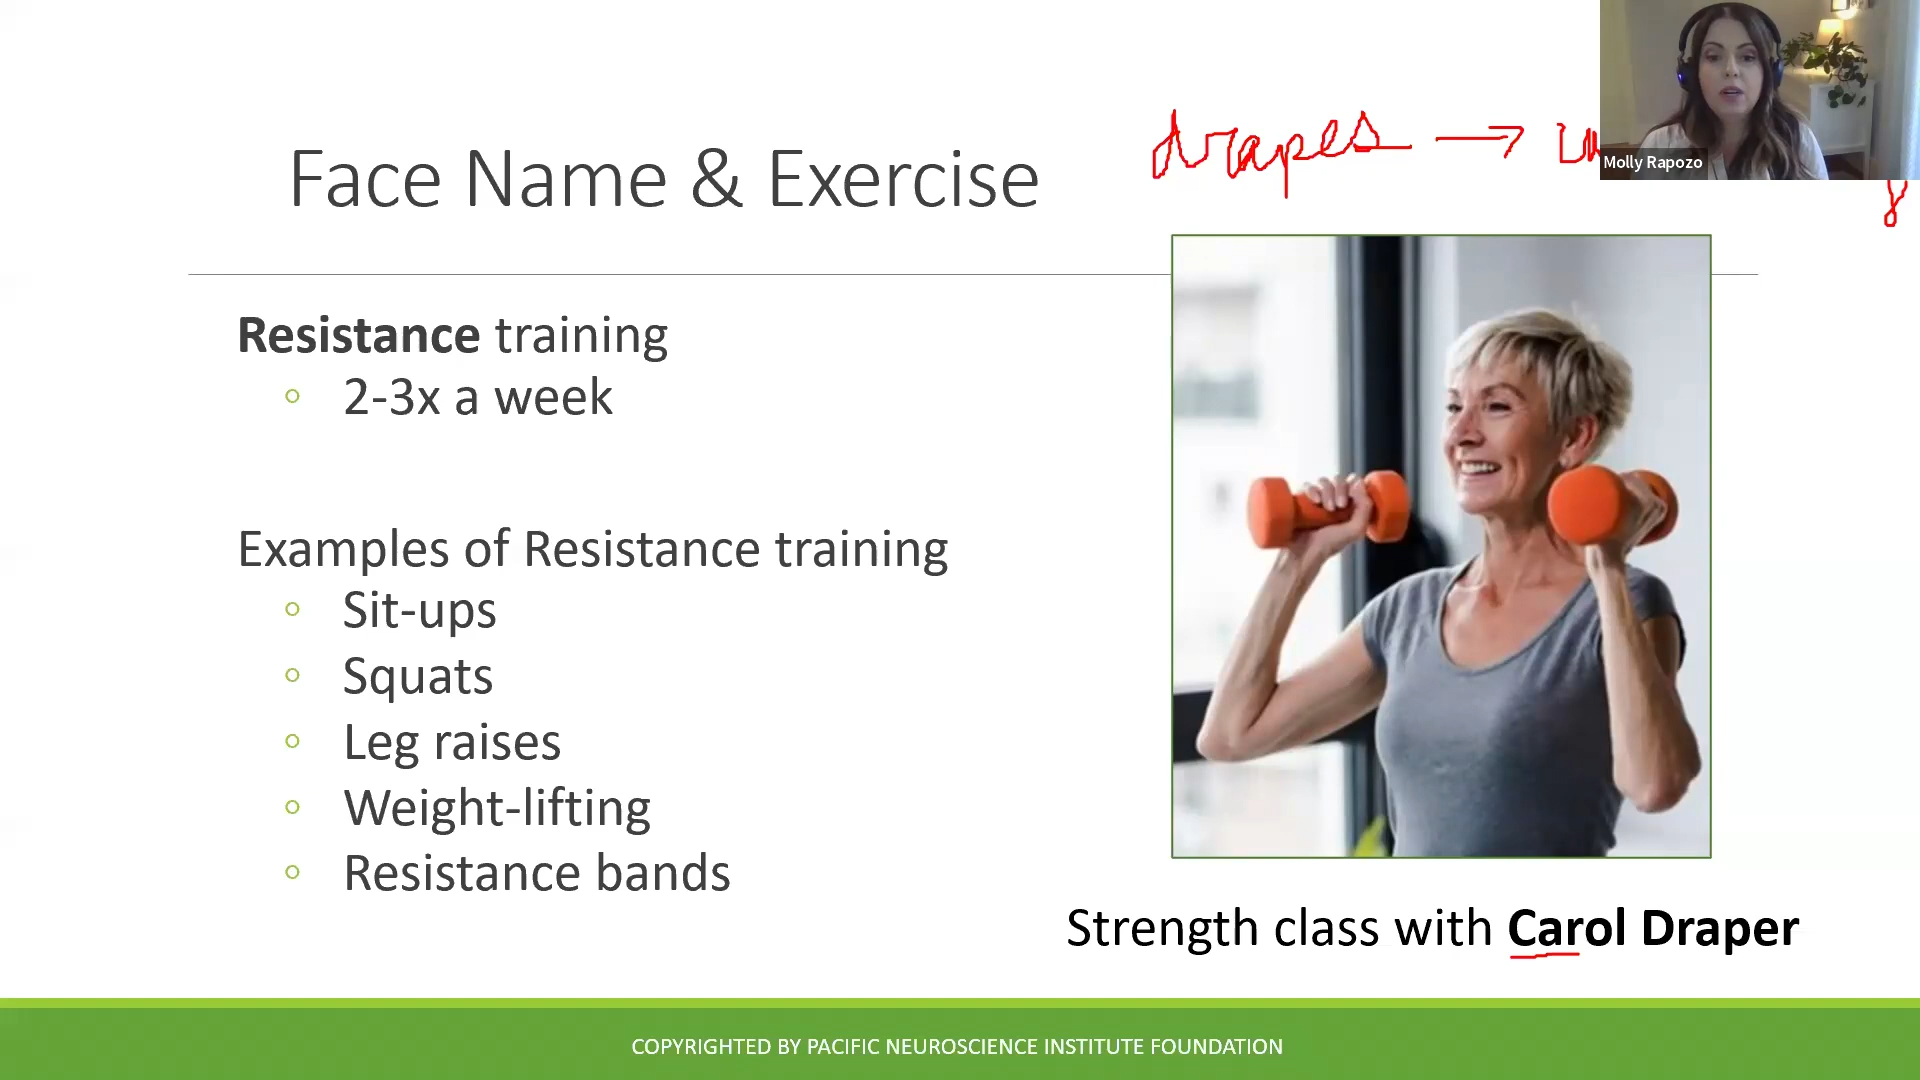 drapes →
Molly Rapozo
Face Name & Exercise
Resistance training
◦ 2-3x a week
Examples of Resistance training
◦ Sit-ups
◦ Squats
◦ Leg raises
◦ Weight-lifting
◦ Resistance bands
Strength class with Carol Draper
COPYRIGHTED BY PACIFIC NEUROSCIENCE INSTITUTE FOUNDATION